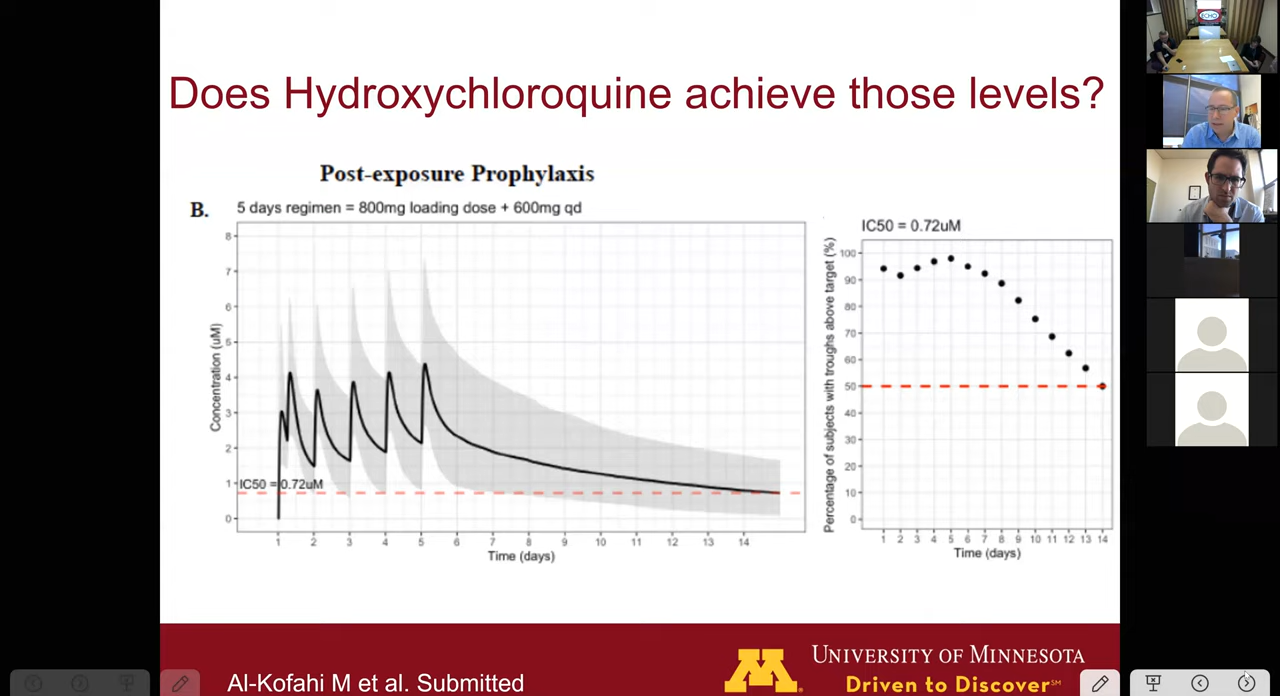 Does Hydroxychloroquine achieve those levels?
Post-exposure Prophylaxis
B.
5 days regimen = 800mg loading dose + 600mg qd
Concentration (uM)
8
7
6
5
4
3
2
1
0
IC50 = 0.72uM
1 2 3 4 5 6 7 8 9 10 11 12 13 14
Time (days)
IC50 = 0.72uM
Percentage of subjects with troughs above target (%)
100
90
80
70
60
50
40
30
20
10
0
1 2 3 4 5 6 7 8 9 10 11 12 13 14
Time (days)
Al-Kofahi M et al. Submitted
UNIVERSITY OF MINNESOTA
Driven to Discover℠
ECHO